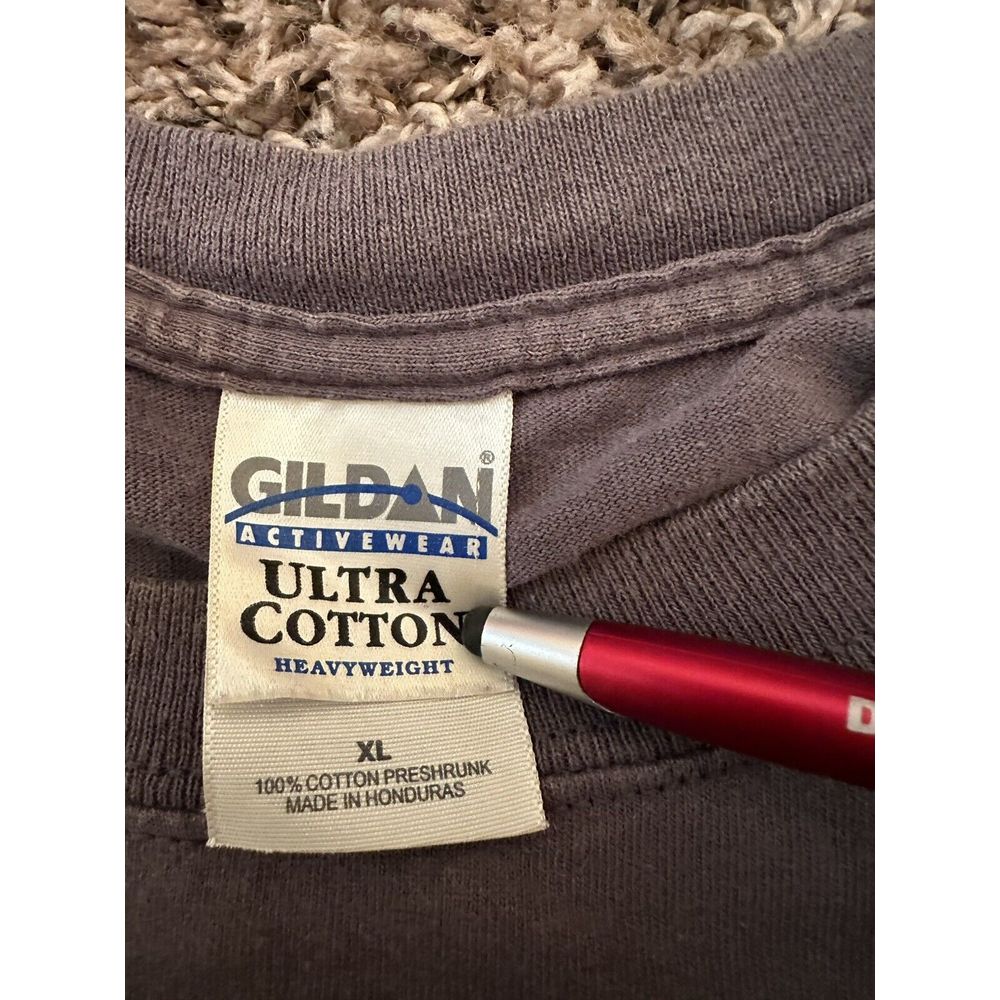 GILDAN®
ACTIVEWEAR
ULTRA
COTTON
HEAVYWEIGHT
XL
100% COTTON PRESHRUNK
MADE IN HONDURAS
D